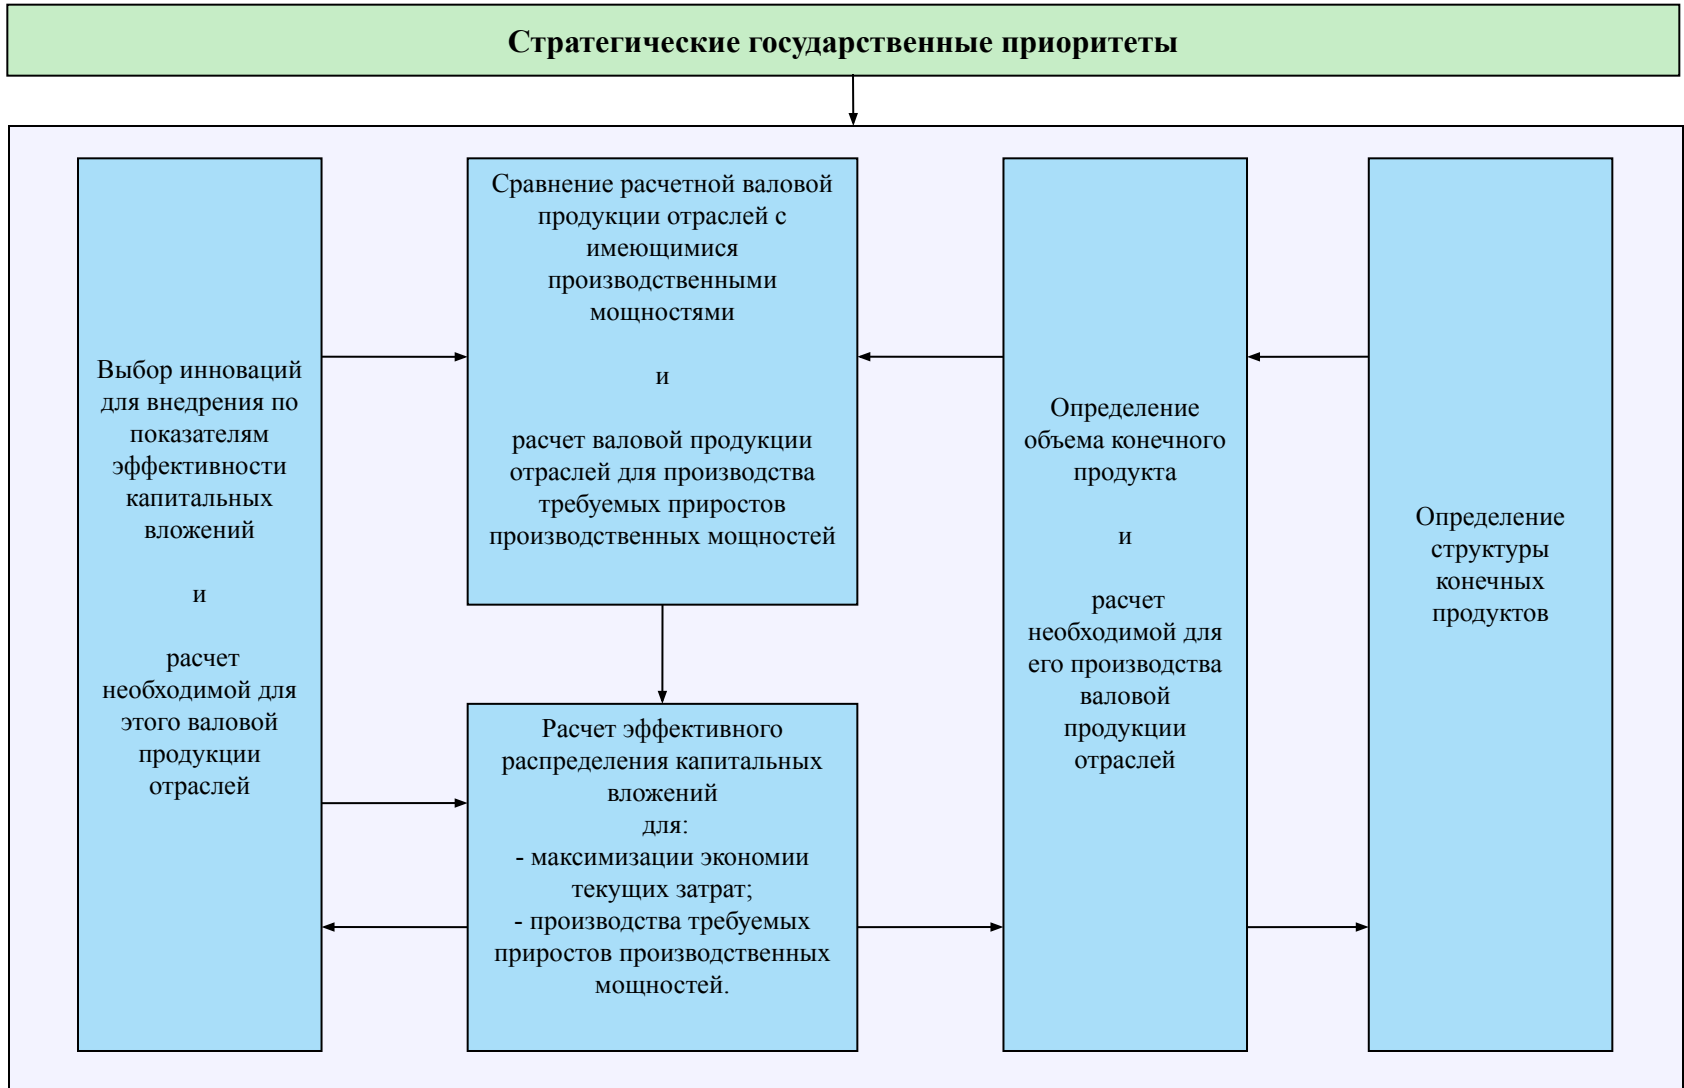 Стратегические государственные приоритеты
Выбор инноваций
для внедрения по
показателям
эффективности
капитальных
вложений
и
расчет
необходимой для
этого валовой
продукции
отраслей
Сравнение расчетной валовой
продукции отраслей с
имеющимися
производственными
мощностями
и
расчет валовой продукции
отраслей для производства
требуемых приростов
производственных мощностей
Расчет эффективного
распределения капитальных
вложений
для:
- максимизации экономии
текущих затрат;
- производства требуемых
приростов производственных
мощностей.
Определение
объема конечного
продукта
и
расчет
необходимой для
его производства
валовой
продукции
отраслей
Определение
структуры
конечных
продуктов